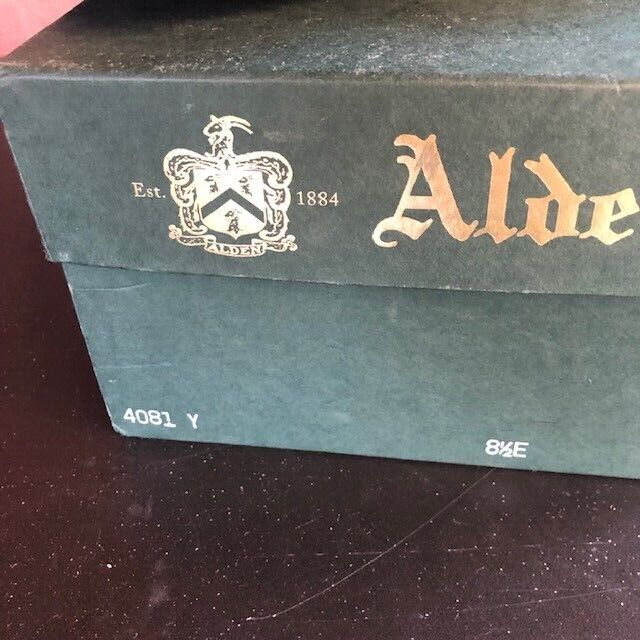 Est. 1884
ALDEN
Alde
4081 Y
8½E